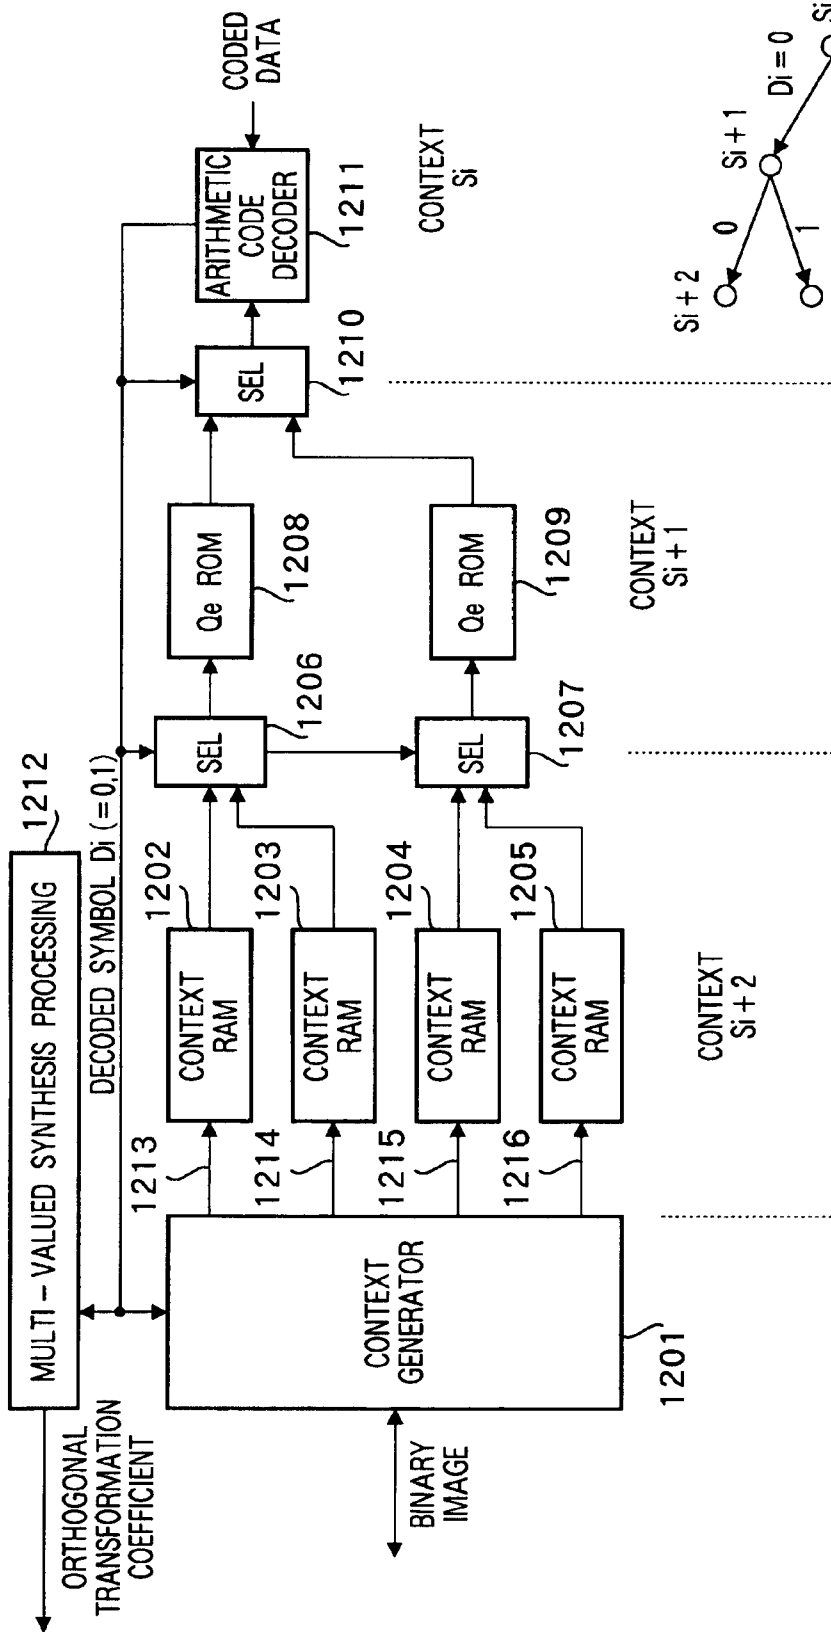 MULTI-VALUED SYNTHESIS PROCESSING
1212
ORTHOGONAL
TRANSFORMATION
COEFFICIENT
DECODED SYMBOL Di (=0,1)
BINARY
IMAGE
CONTEXT
GENERATOR
1201
1213
1214
1215
1216
CONTEXT
RAM
1202
CONTEXT
RAM
1203
CONTEXT
RAM
1204
CONTEXT
RAM
1205
SEL
1206
SEL
1207
Qe ROM
1208
Qe ROM
1209
SEL
1210
ARITHMETIC
CODE
DECODER
1211
CODED
DATA
CONTEXT
Si+2
CONTEXT
Si+1
CONTEXT
Si
Si+2
0
1
Si+1
Di=0
Si